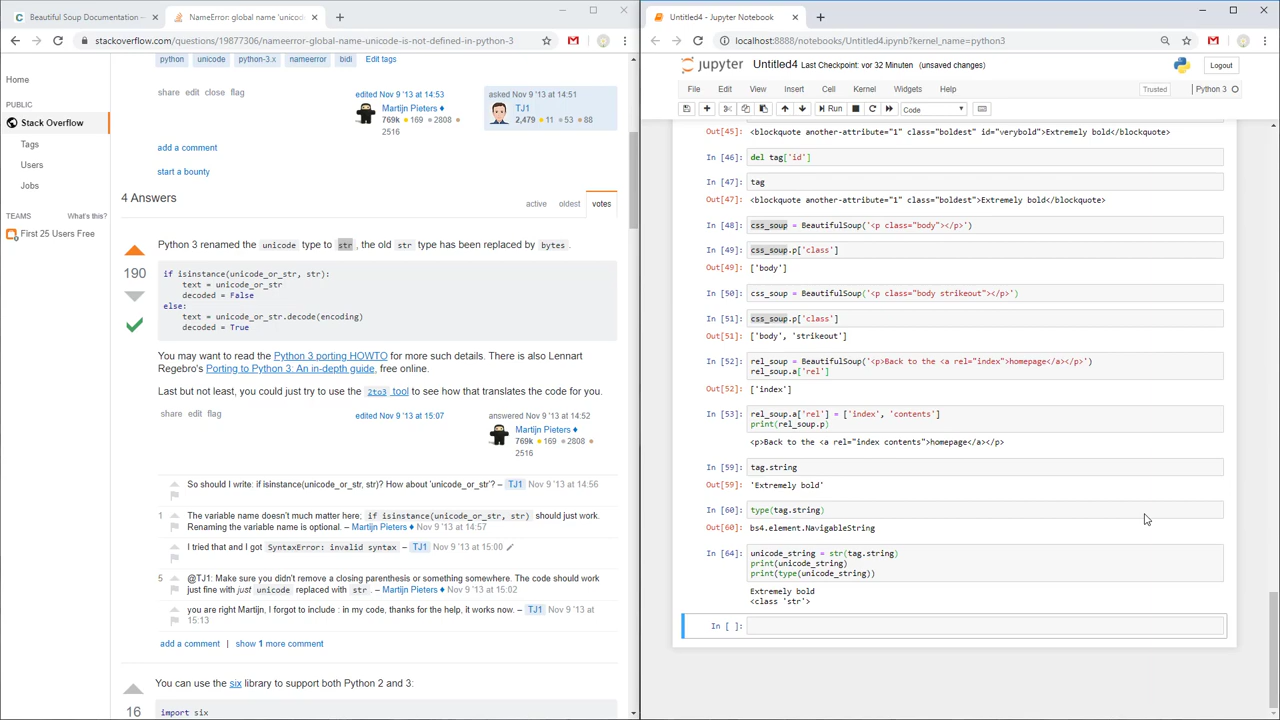 Beautiful Soup Documentation —
NameError: global name 'unicod
stackoverflow.com/questions/19877306/nameerror-global-name-unicode-is-not-defined-in-python-3
Home
PUBLIC
Stack Overflow
Tags
Users
Jobs
TEAMS
What's this?
First 25 Users Free
python
unicode
python-3.x
nameerror
bidi
Edit tags
share edit close flag
edited Nov 9 '13 at 14:53
Martijn Pieters ♦
769k 169 2808
2516
asked Nov 9 '13 at 14:51
TJ1
2,479 11 53 88
add a comment
start a bounty
4 Answers
active oldest votes
190
Python 3 renamed the unicode type to str, the old str type has been replaced by bytes.
if isinstance(unicode_or_str, str):
text = unicode_or_str
decoded = False
else:
text = unicode_or_str.decode(encoding)
decoded = True
You may want to read the Python 3 porting HOWTO for more such details. There is also Lennart
Regebro's Porting to Python 3: An in-depth guide, free online.
Last but not least, you could just try to use the 2to3 tool to see how that translates the code for you.
share edit flag
edited Nov 9 '13 at 15:07
answered Nov 9 '13 at 14:52
Martijn Pieters ♦
769k 169 2808
2516
So should I write: if isinstance(unicode_or_str, str)? How about 'unicode_or_str'? – TJ1 Nov 9 '13 at 14:56
1 The variable name doesn't much matter here; if isinstance(unicode_or_str, str) should just work.
Renaming the variable name is optional. – Martijn Pieters ♦ Nov 9 '13 at 14:57
I tried that and I got SyntaxError: invalid syntax – TJ1 Nov 9 '13 at 15:00
5 @TJ1: Make sure you didn't remove a closing parenthesis or something somewhere. The code should work
just fine with just unicode replaced with str. – Martijn Pieters ♦ Nov 9 '13 at 15:02
you are right Martijn, I forgot to include : in my code, thanks for the help, it works now. – TJ1 Nov 9 '13 at
15:13
add a comment | show 1 more comment
You can use the six library to support both Python 2 and 3:
16
import six
Untitled4 - Jupyter Notebook
localhost:8888/notebooks/Untitled4.ipynb?kernel_name=python3
jupyter Untitled4 Last Checkpoint: vor 32 Minuten (unsaved changes)
Logout
File Edit View Insert Cell Kernel Widgets Help
Trusted
Python 3
Run
Code
Out[45]: <blockquote another-attribute="1" class="boldest" id="verybold">Extremely bold</blockquote>
In [46]: del tag['id']
In [47]: tag
Out[47]: <blockquote another-attribute="1" class="boldest">Extremely bold</blockquote>
In [48]: css_soup = BeautifulSoup('<p class="body"></p>')
In [49]: css_soup.p['class']
Out[49]: ['body']
In [50]: css_soup = BeautifulSoup('<p class="body strikeout"></p>')
In [51]: css_soup.p['class']
Out[51]: ['body', 'strikeout']
In [52]: rel_soup = BeautifulSoup('<p>Back to the <a rel="index">homepage</a></p>')
rel_soup.a['rel']
Out[52]: ['index']
In [53]: rel_soup.a['rel'] = ['index', 'contents']
print(rel_soup.p)
<p>Back to the <a rel="index contents">homepage</a></p>
In [59]: tag.string
Out[59]: 'Extremely bold'
In [60]: type(tag.string)
Out[60]: bs4.element.NavigableString
In [64]: unicode_string = str(tag.string)
print(unicode_string)
print(type(unicode_string))
Extremely bold
<class 'str'>
In [ ]: